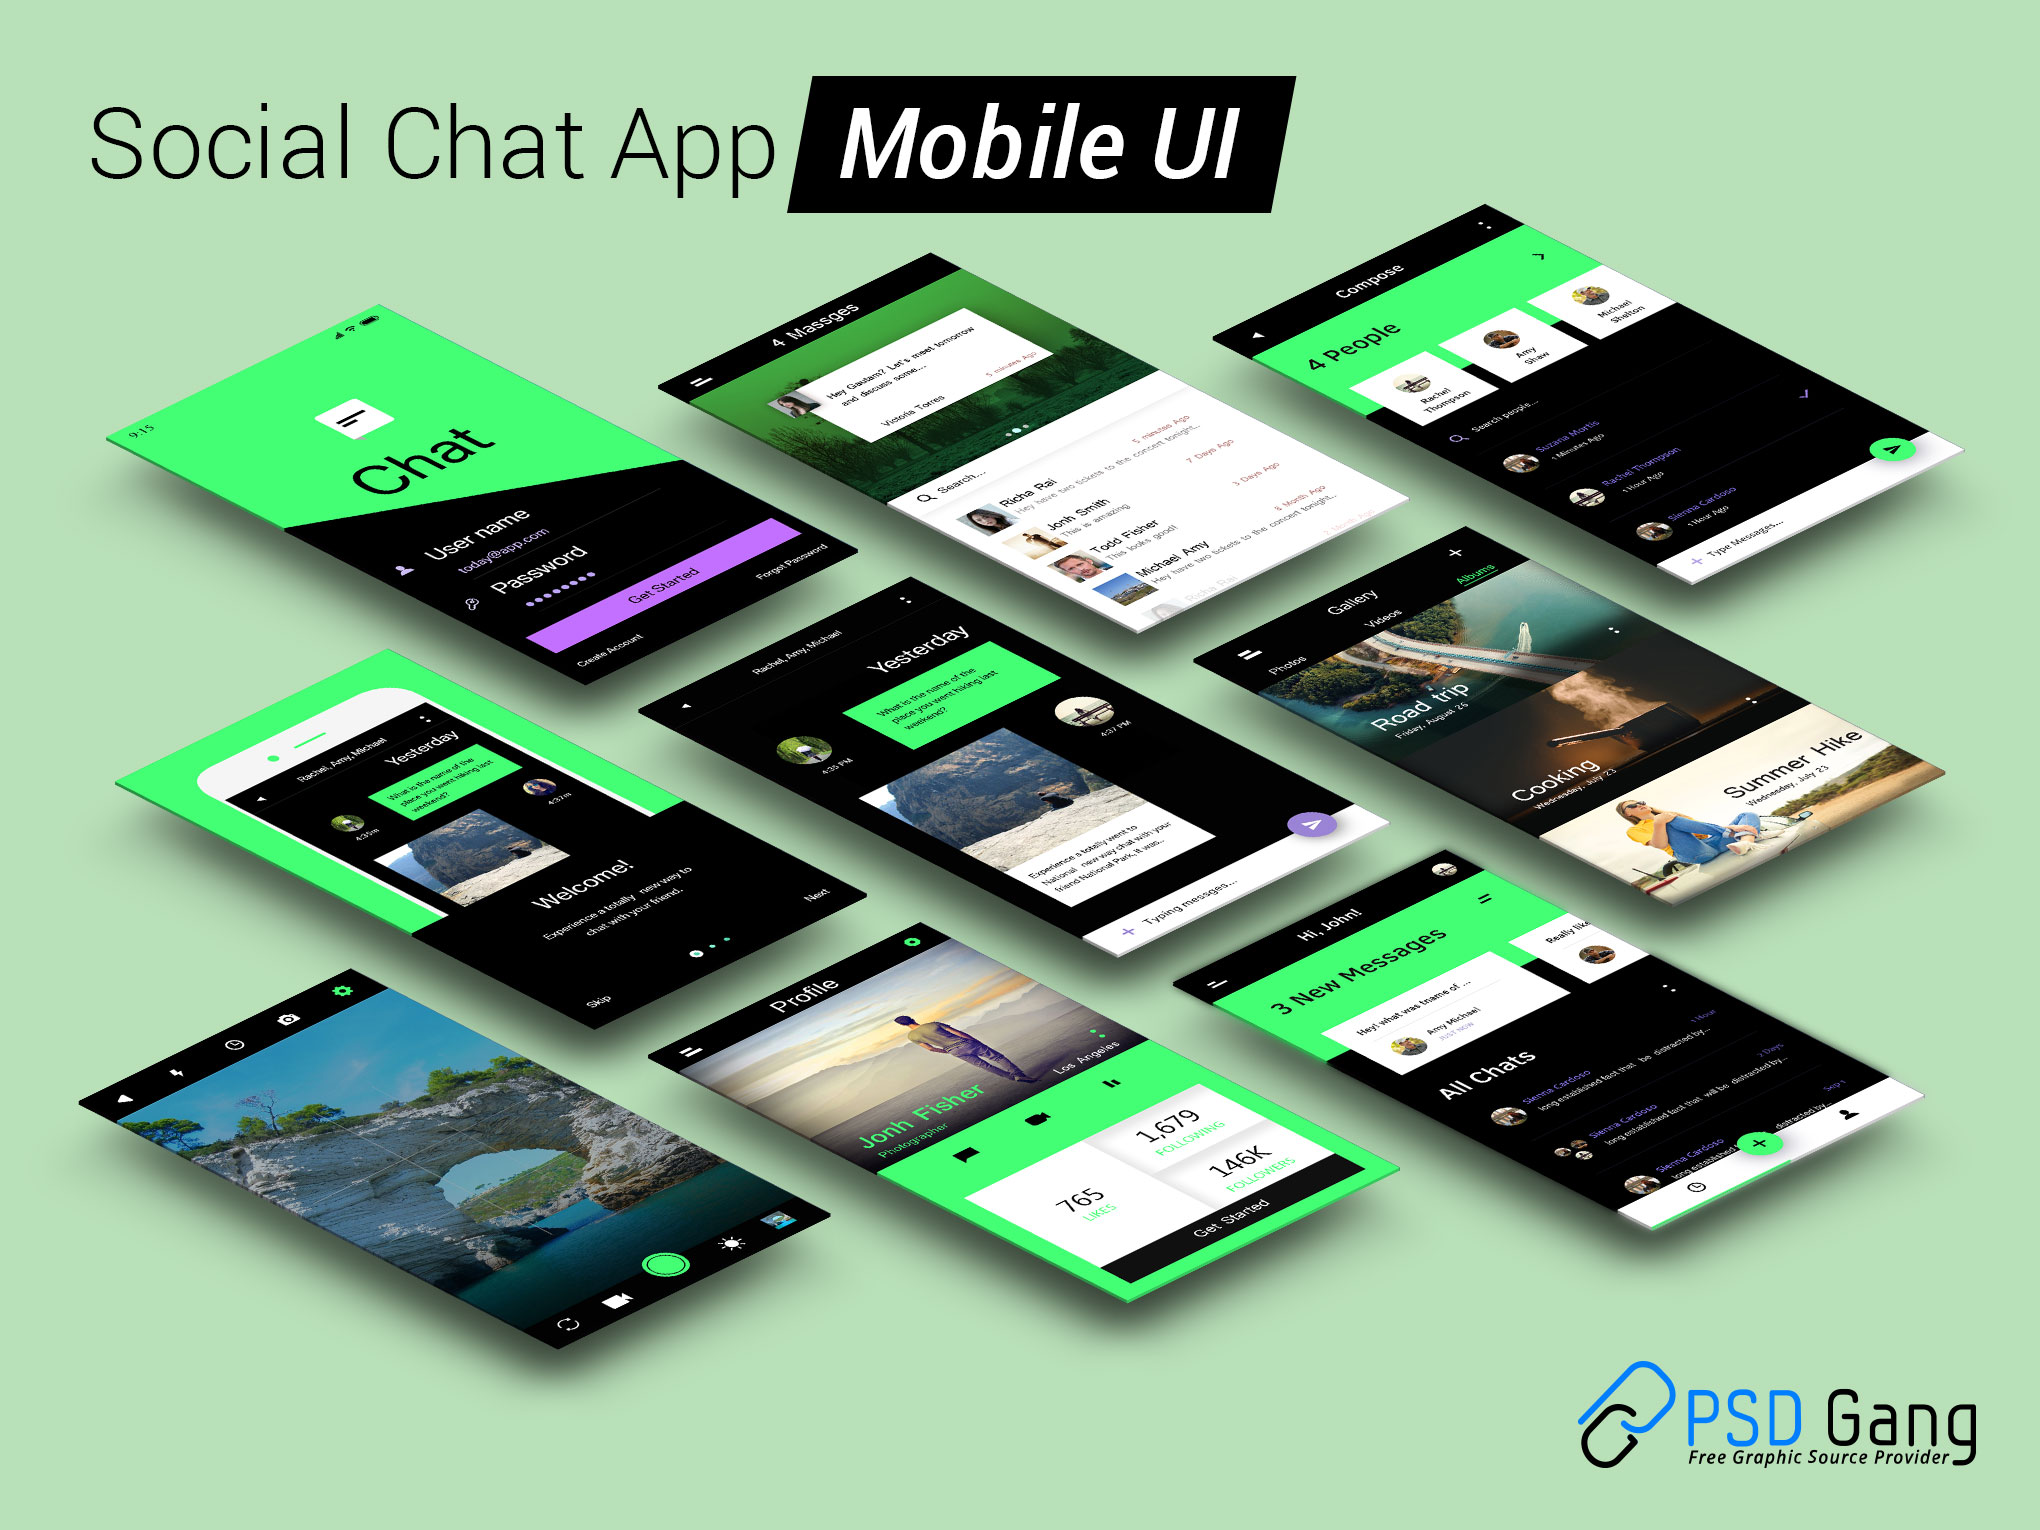 Social Chat App Mobile UI
9:15
Chat
User name
today@app.com
Password
Get Started
Create Account
Forgot Password
4 Massges
Hey Gautam? Let's meet tomorrow
and discuss some...
5 minutes Ago
Victoria Torres
Search...
5 minutes Ago
Richa Rai
Hey have two tickets to the concert tonight..
7 Days Ago
Jonh Smith
This is amazing
3 Days Ago
Todd Fisher
This looks good!
8 Month Ago
Michael Amy
Hey have two tickets to the concert tonight..
Richa Rai
Compose
4 People
Rachel
Thompson
Amy
Shaw
Michael
Shelton
Search people...
Suzana Mortis
1 Minutes Ago
Rachel Thompson
1 Hour Ago
Sienna Cardoso
1 Hour Ago
Type Messages...
Rachel, Amy, Michael
Yesterday
What is the name of the
place you went hiking last
weekend?
4:35m
4:37m
Welcome!
Experience a totally new way to
chat with your friend.
Skip
Next
Rachel, Amy, Michael
Yesterday
What is the name of the
place you went hiking last
weekend?
4:35 PM
4:37 PM
Experience a totally went to
National new way chat with your
friend National Park, it was..
Typing messges...
Gallery
Photos
Videos
Albums
Road trip
Friday, August 26
Cooking
Wednesday, July 23
Summer Hike
Wednesday, July 23
Profile
Jonh Fisher
Photographer
Los Angeles
765
LIKES
1,679
FOLLOWING
146K
FOLLOWERS
Get Started
Hi, John!
3 New Messages
Hey! what was tname of ...
Amy Michael
JUST NOW
Really like
All Chats
1 Hour
Sienna Cardoso
long established fact that be distracted by...
2 Days
Sienna Cardoso
long established fact that will be distracted by...
Sienna Cardoso
long established
distracted by...
PSD Gang
Free Graphic Source Provider